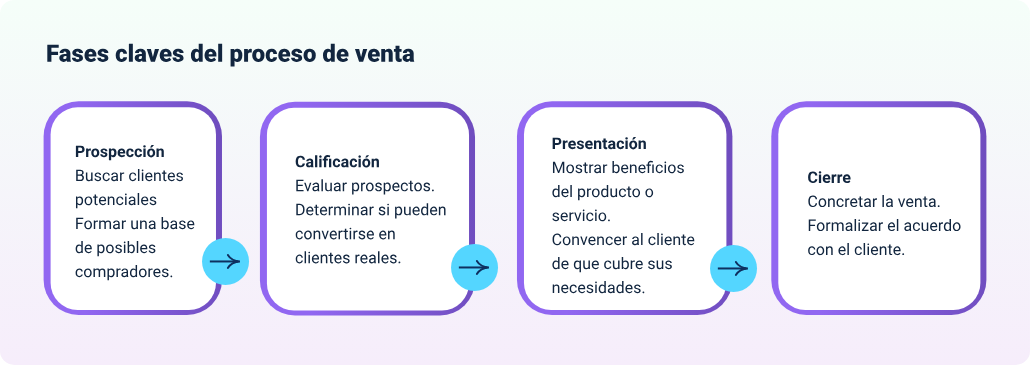 Fases claves del proceso de venta
Prospección
Buscar clientes
potenciales
Formar una base
de posibles
compradores.
Calificación
Evaluar prospectos.
Determinar si pueden
convertirse en
clientes reales.
Presentación
Mostrar beneficios
del producto o
servicio.
Convencer al cliente
de que cubre sus
necesidades.
Cierre
Concretar la venta.
Formalizar el acuerdo
con el cliente.